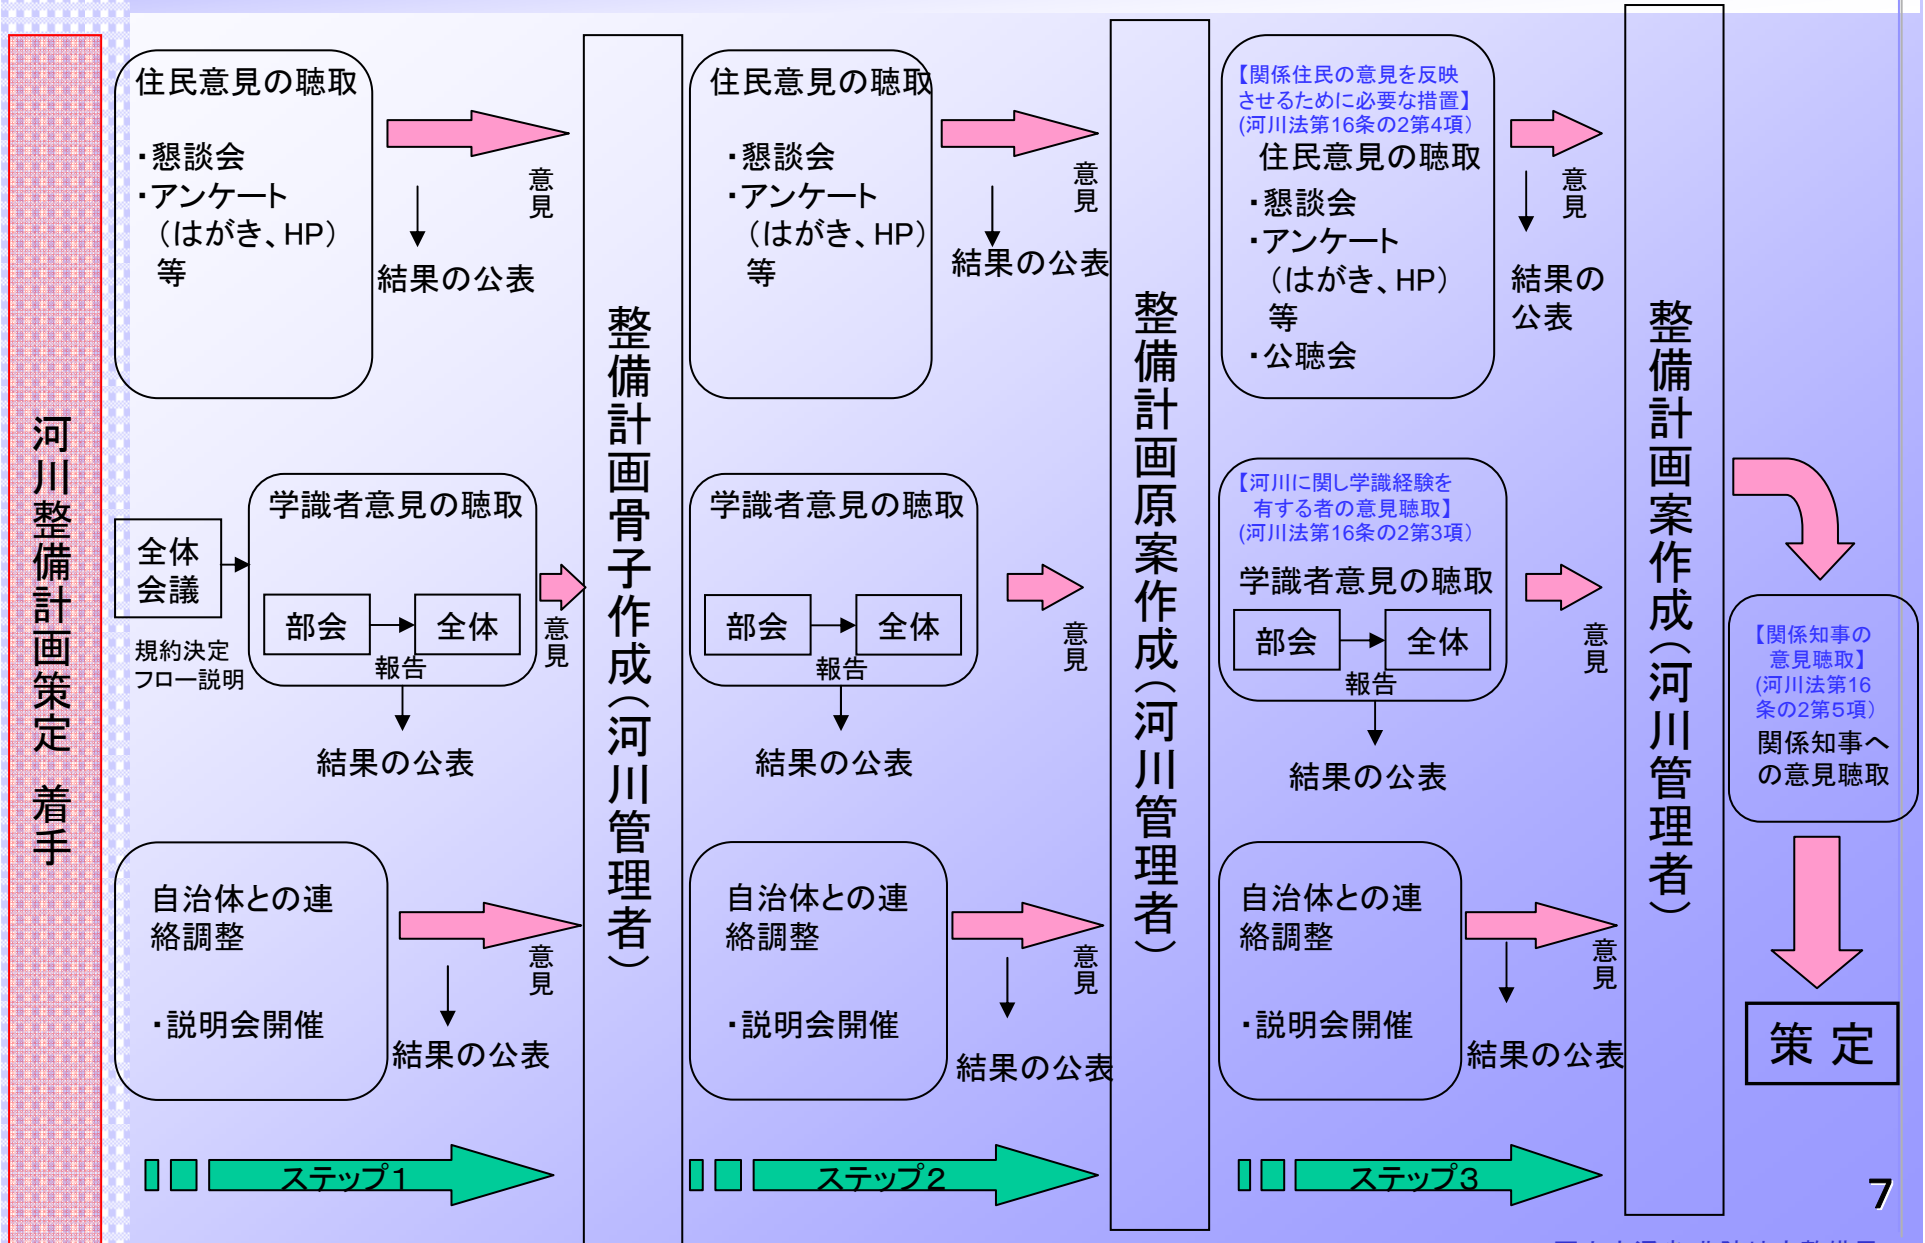 河川整備計画策定 着手
住民意見の聴取
・懇談会
・アンケート
（はがき、HP）
等
意見
結果の公表
全体
会議
規約決定
フロー説明
学識者意見の聴取
部会
全体
報告
意見
結果の公表
自治体との連
絡調整
・説明会開催
意見
結果の公表
ステップ1
整備計画骨子作成（河川管理者）
住民意見の聴取
・懇談会
・アンケート
（はがき、HP）
等
意見
結果の公表
学識者意見の聴取
部会
全体
報告
意見
結果の公表
自治体との連
絡調整
・説明会開催
意見
結果の公表
ステップ2
整備計画原案作成（河川管理者）
【関係住民の意見を反映
させるために必要な措置】
(河川法第16条の2第4項）
住民意見の聴取
・懇談会
・アンケート
（はがき、HP）
等
・公聴会
意見
結果の
公表
【河川に関し学識経験を
有する者の意見聴取】
(河川法第16条の2第3項）
学識者意見の聴取
部会
全体
報告
意見
結果の公表
自治体との連
絡調整
・説明会開催
意見
結果の公表
ステップ3
整備計画案作成（河川管理者）
【関係知事の
意見聴取】
(河川法第16
条の2第5項）
関係知事へ
の意見聴取
策 定
7